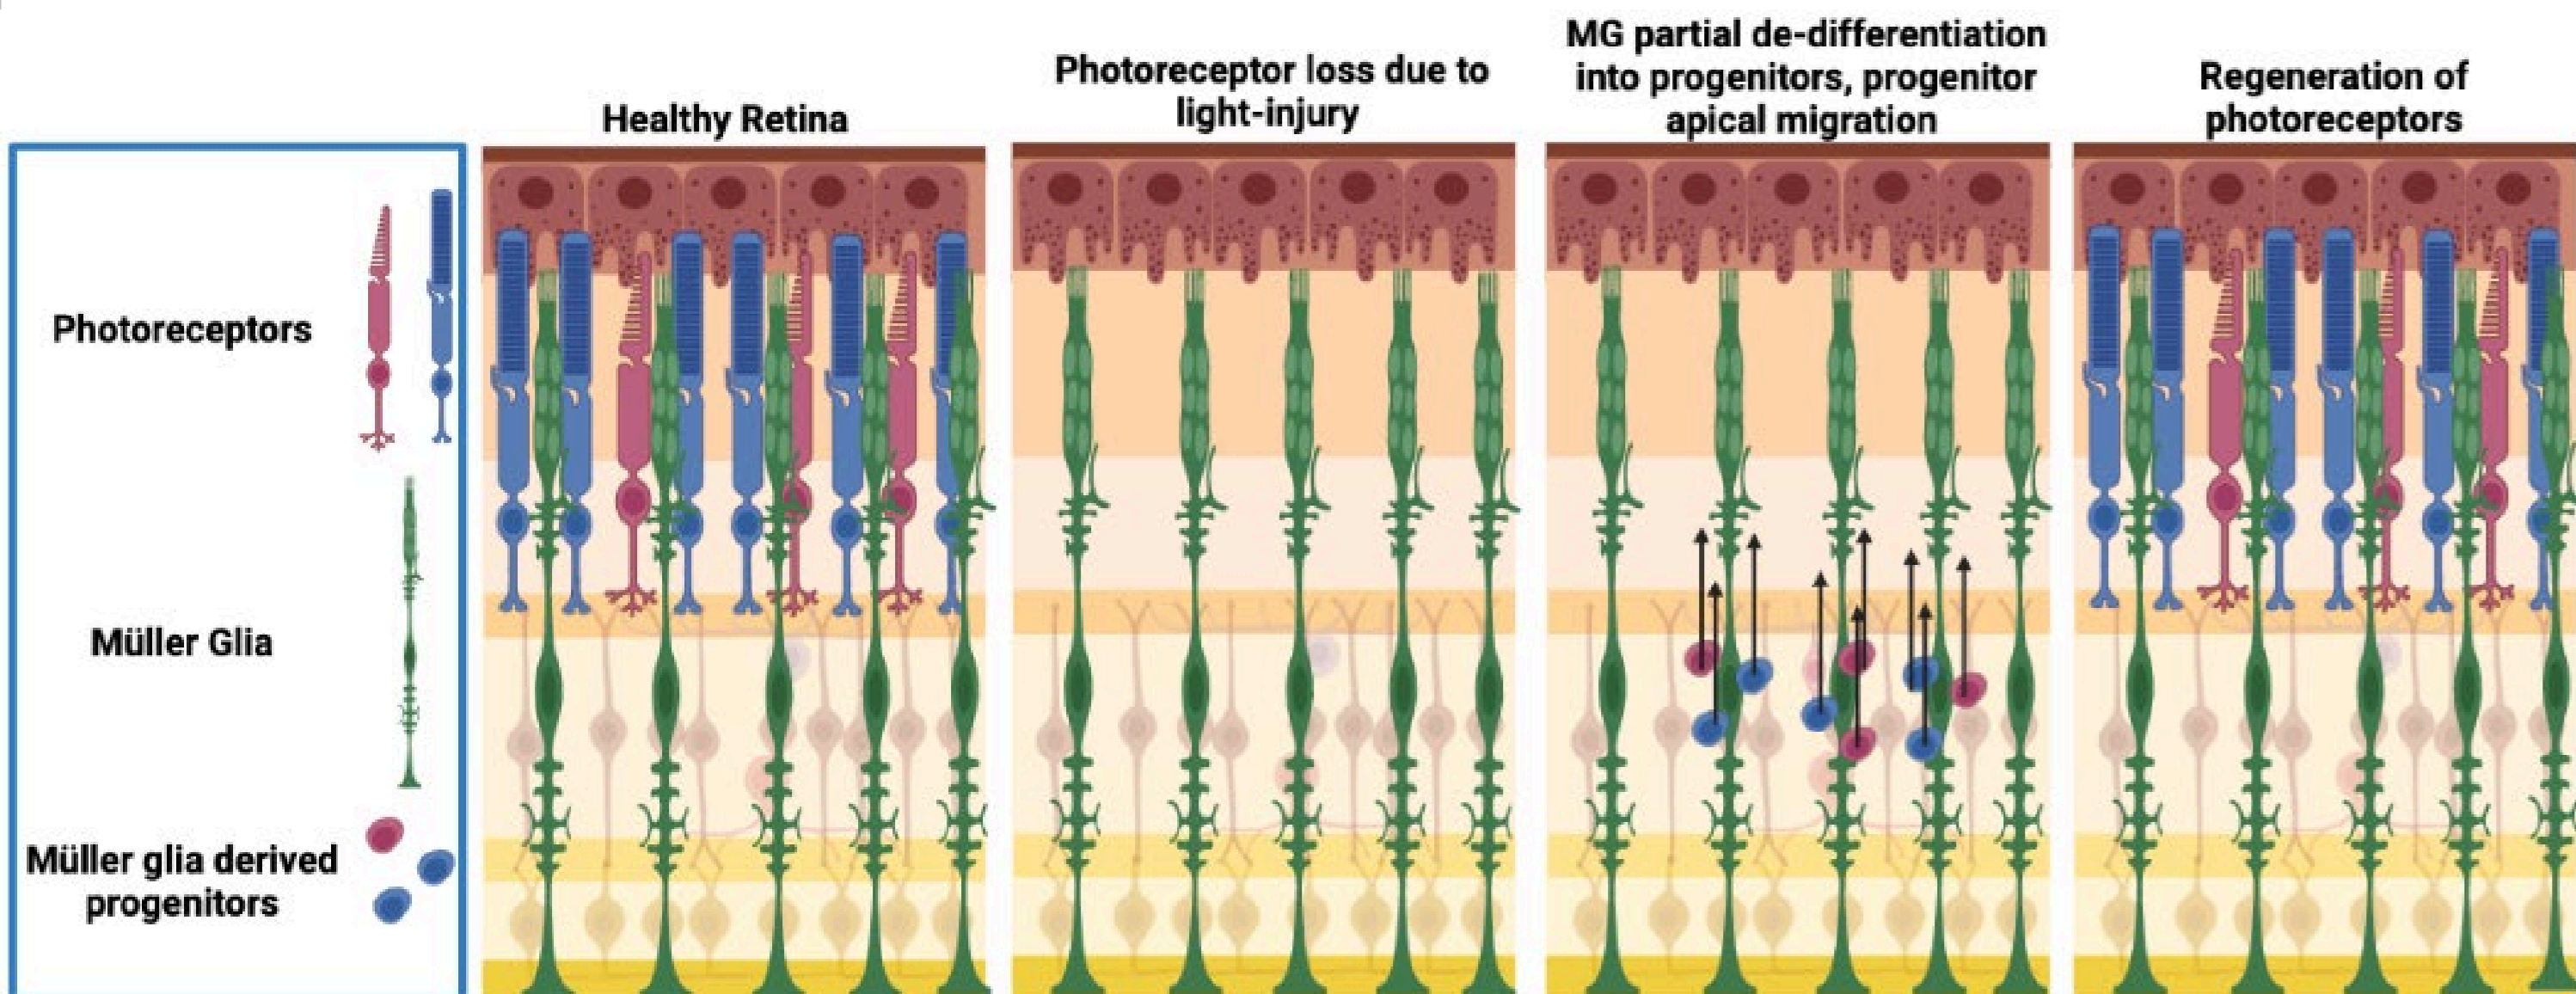 Healthy Retina
Photoreceptor loss due to
light-injury
MG partial de-differentiation
into progenitors, progenitor
apical migration
Regeneration of
photoreceptors
Photoreceptors
Müller Glia
Müller glia derived
progenitors